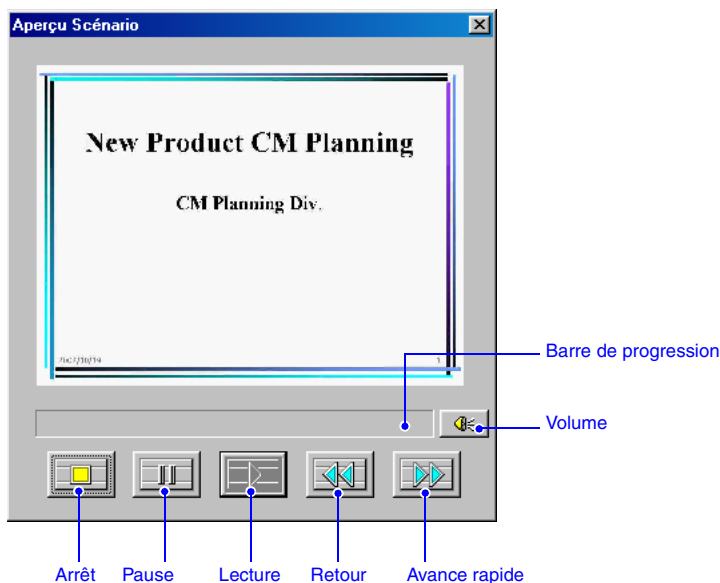 Aperçu Scénario
New Product CM Planning
CM Planning Div.
1
Barre de progression
Volume
Arrêt Pause Lecture Retour Avance rapide